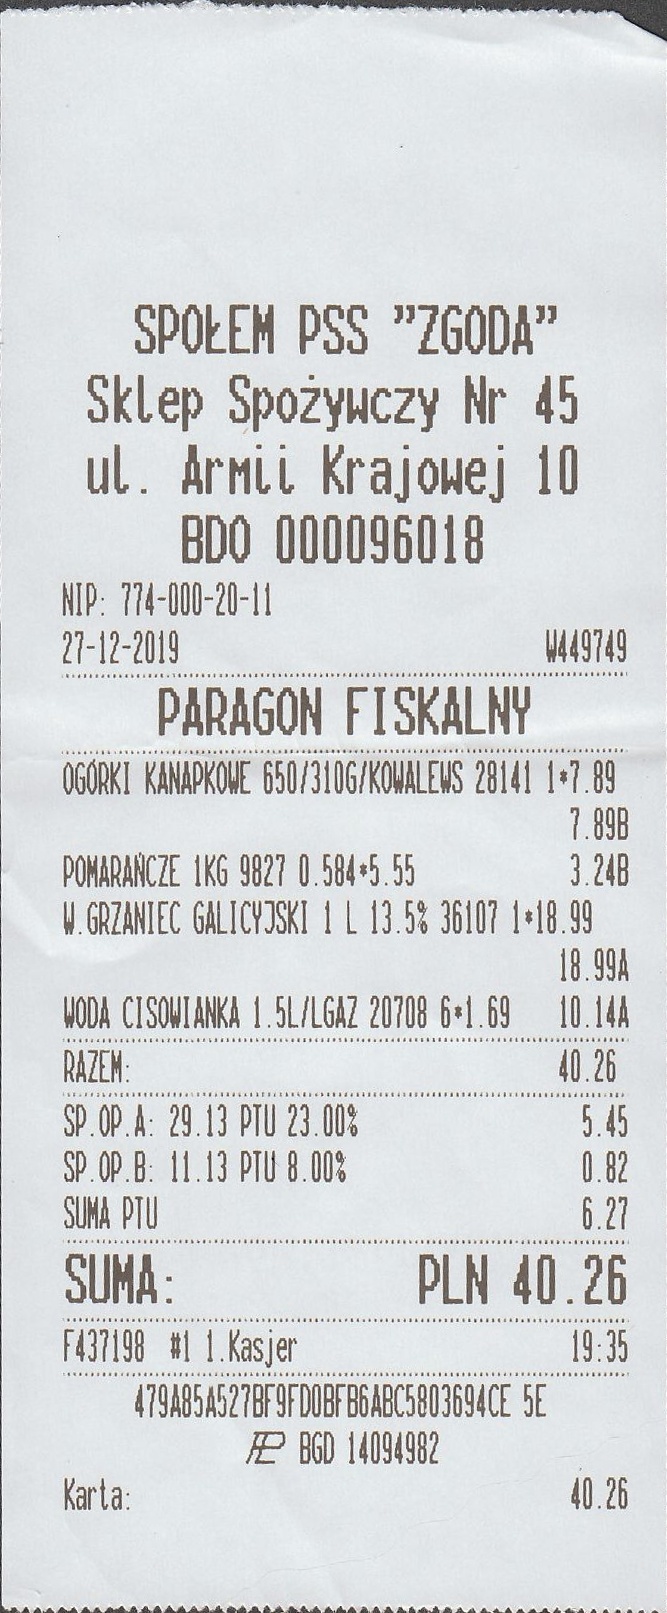 SPOŁEM PSS "ZGODA"
Sklep Spożywczy Nr 45
ul. Armii Krajowej 10
BDO 000096018
NIP: 774-000-20-11
27-12-2019 W449749
PARAGON FISKALNY
OGÓRKI KANAPKOWE 650/310G/KOWALEWS 28141 1*7.89
7.89B
POMARAŃCZE 1KG 9827 0.584*5.55 3.24B
W.GRZANIEC GALICYJSKI 1 L 13.5% 36107 1*18.99
18.99A
WODA CISOWIANKA 1.5L/LGAZ 20708 6*1.69 10.14A
RAZEM: 40.26
SP.OP.A: 29.13 PTU 23.00% 5.45
SP.OP.B: 11.13 PTU 8.00% 0.82
SUMA PTU 6.27
SUMA: PLN 40.26
F437198 #1 1.Kasjer 19:35
479A85A527BF9FD0BFB6ABC5803694CE 5E
BGD 14094982
Karta: 40.26